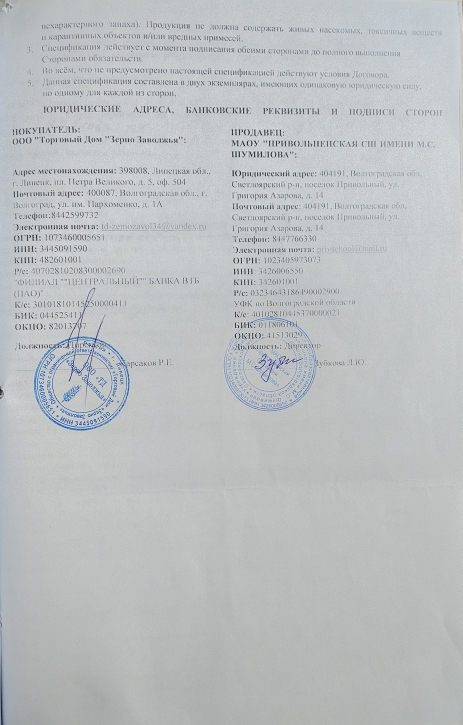 нехарактерного запаха). Продукция не должна содержать живых насекомых, токсичных веществ
и карантинных объектов и/или вредных примесей.
3. Спецификация действует с момента подписания обеими сторонами до полного выполнения
Сторонами обязательств.
4. Во всём, что не предусмотрено настоящей спецификацией действуют условия Договора.
5. Данная спецификация составлена в двух экземплярах, имеющих одинаковую юридическую силу,
по одному для каждой из сторон.
ЮРИДИЧЕСКИЕ АДРЕСА, БАНКОВСКИЕ РЕКВИЗИТЫ И ПОДПИСИ СТОРОН
ПОКУПАТЕЛЬ:
ООО "Торговый Дом "Зерно Заволжья":
Адрес местонахождения: 398008, Липецкая обл.,
г. Липецк, пл. Петра Великого, д. 5, оф. 504
Почтовый адрес: 400087, Волгоградская обл., г.
Волгоград, ул. им. Пархоменко, д. 1А
Телефон:8442599732
Электронная почта: td-zernozavol34@yandex.ru
ОГРН: 1073460005651
ИНН: 3445091590
КПП: 482601001
Р/с: 40702810208300002690
"ФИЛИАЛ ""ЦЕНТРАЛЬНЫЙ"" БАНКА ВТБ
(ПАО)"
К/с: 30101810145250000411
БИК: 044525411
ОКПО: 82013707
Должность:
Барсаков Р.Е.
ПРОДАВЕЦ:
МАОУ "ПРИВОЛЬНЕНСКАЯ СШ ИМЕНИ М.С.
ШУМИЛОВА":
Юридический адрес: 404191, Волгоградская обл,
Светлоярский р-н, поселок Привольный, ул.
Григория Азарова, д. 14
Почтовый адрес: 404191, Волгоградская обл,
Светлоярский р-н, поселок Привольный, ул.
Григория Азарова, д. 14
Телефон: 8447766330
Электронная почта: privschool@mail.ru
ОГРН: 1023405973073
ИНН: 3426006550
КПП: 342601001
Р/с: 03234643186490002900
УФК по Волгоградской области
К/с: 40102810445370000021
БИК: 011806101
ОКПО: 41513029
Должность: Директор
Зубкова Л.Ю.